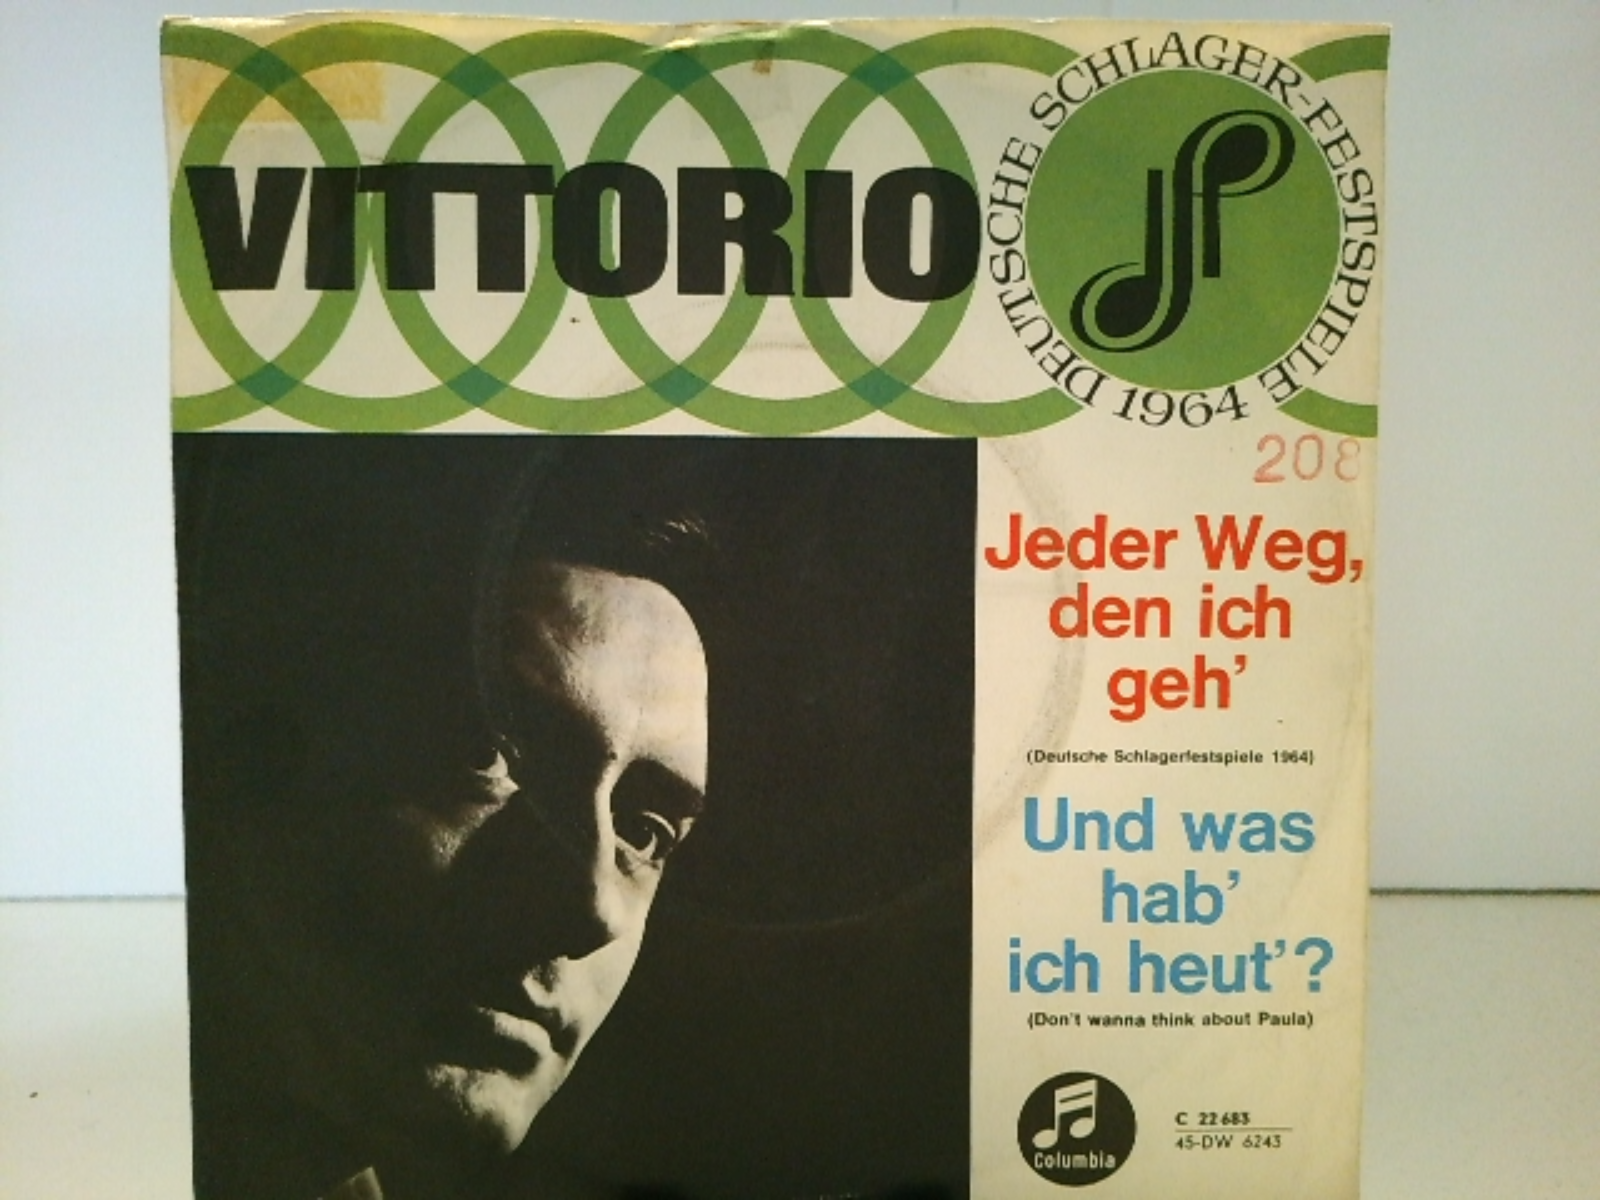 VITTORIO
DEUTSCHE SCHLAGER-FESTSPIELE 1964
208
Jeder Weg,
den ich
geh'
(Deutsche Schlagerfestspiele 1964)
Und was
hab'
ich heut'?
(Don't wanna think about Paula)
Columbia
C 22 683
45-DW 6243